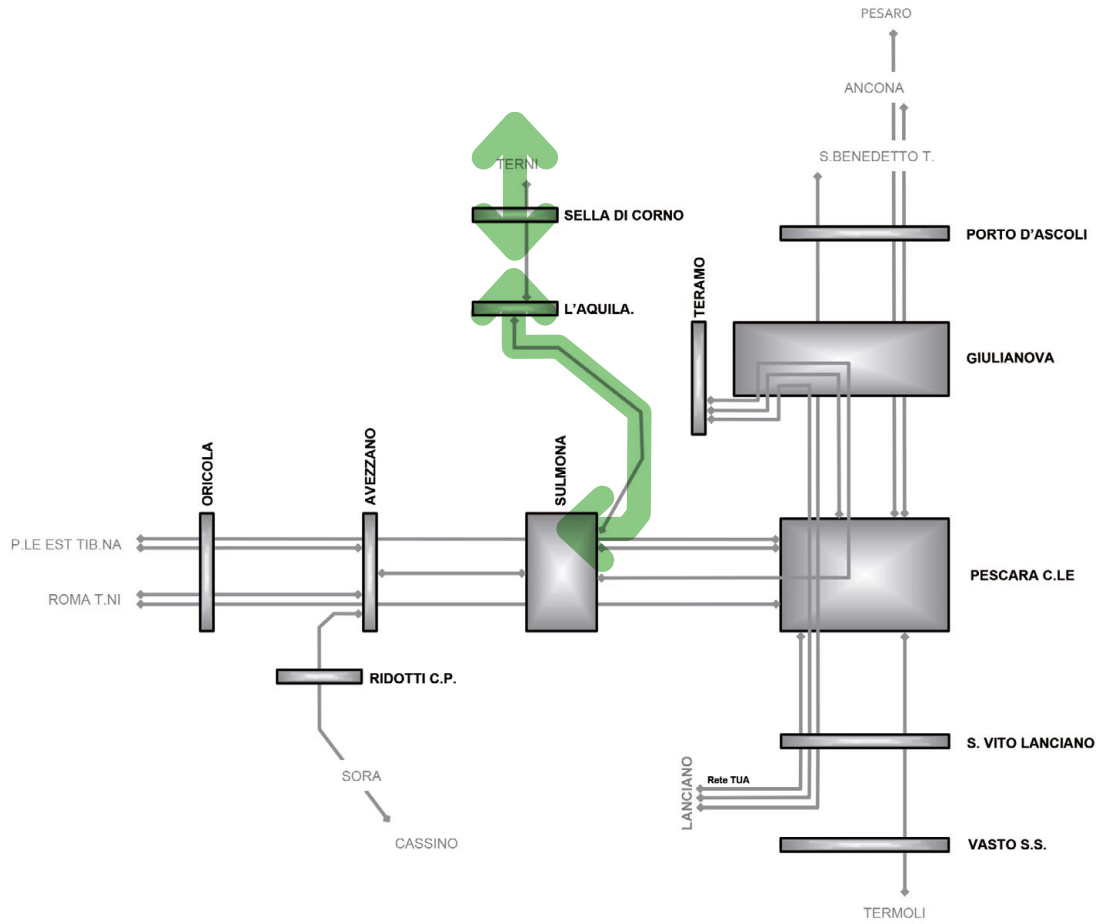 PESARO
ANCONA
S.BENEDETTO T.
TERNI
SELLA DI CORNO
PORTO D'ASCOLI
TERAMO
L'AQUILA.
GIULIANOVA
ORICOLA
AVEZZANO
SULMONA
P.LE EST TIB.NA
PESCARA C.LE
ROMA T.NI
RIDOTTI C.P.
S. VITO LANCIANO
SORA
LANCIANO
Rete TUA
CASSINO
VASTO S.S.
TERMOLI